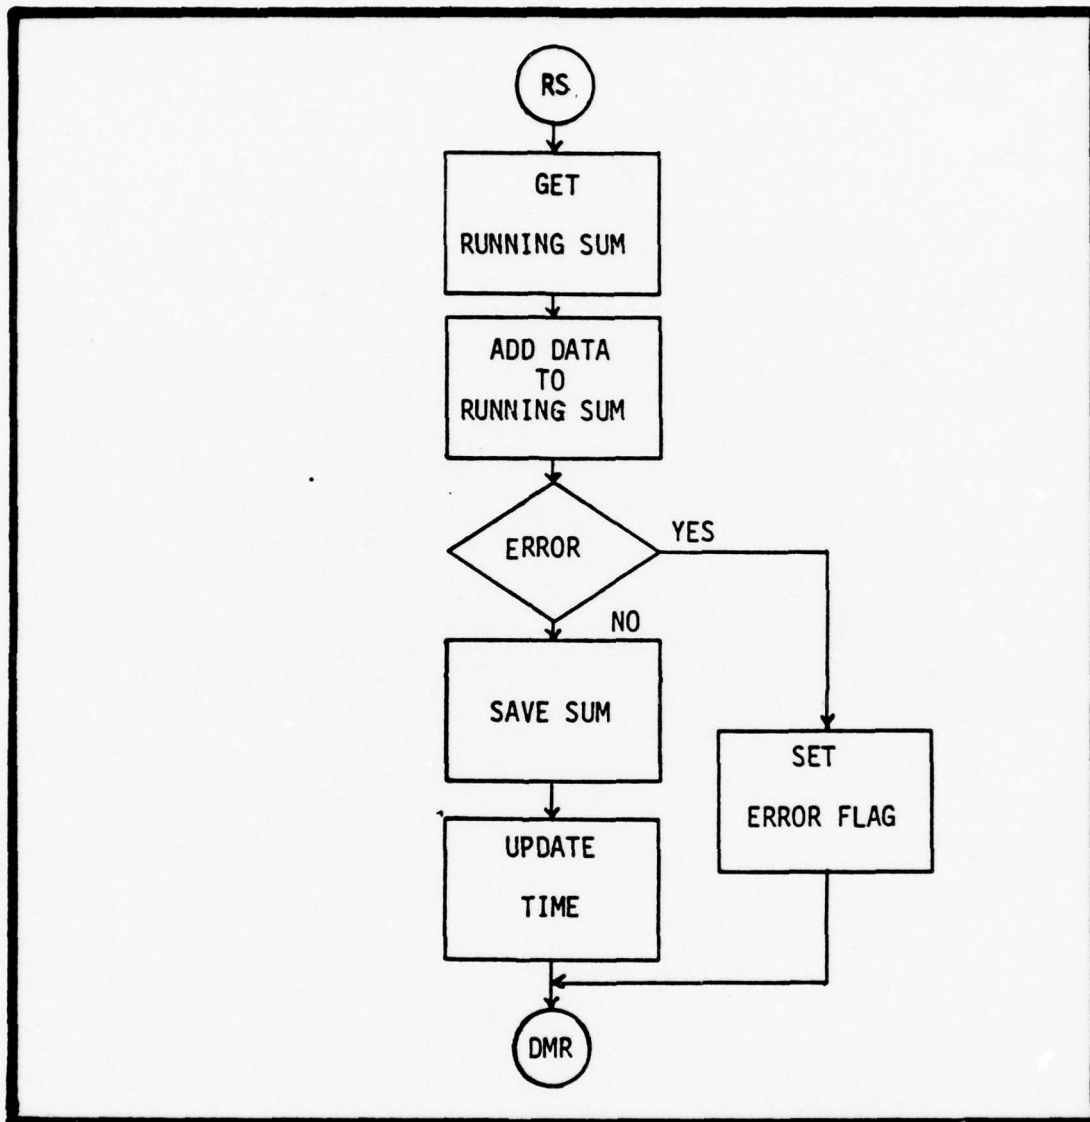 RS
GET
RUNNING SUM
ADD DATA
TO
RUNNING SUM
ERROR
YES
NO
SAVE SUM
SET
ERROR FLAG
UPDATE
TIME
DMR